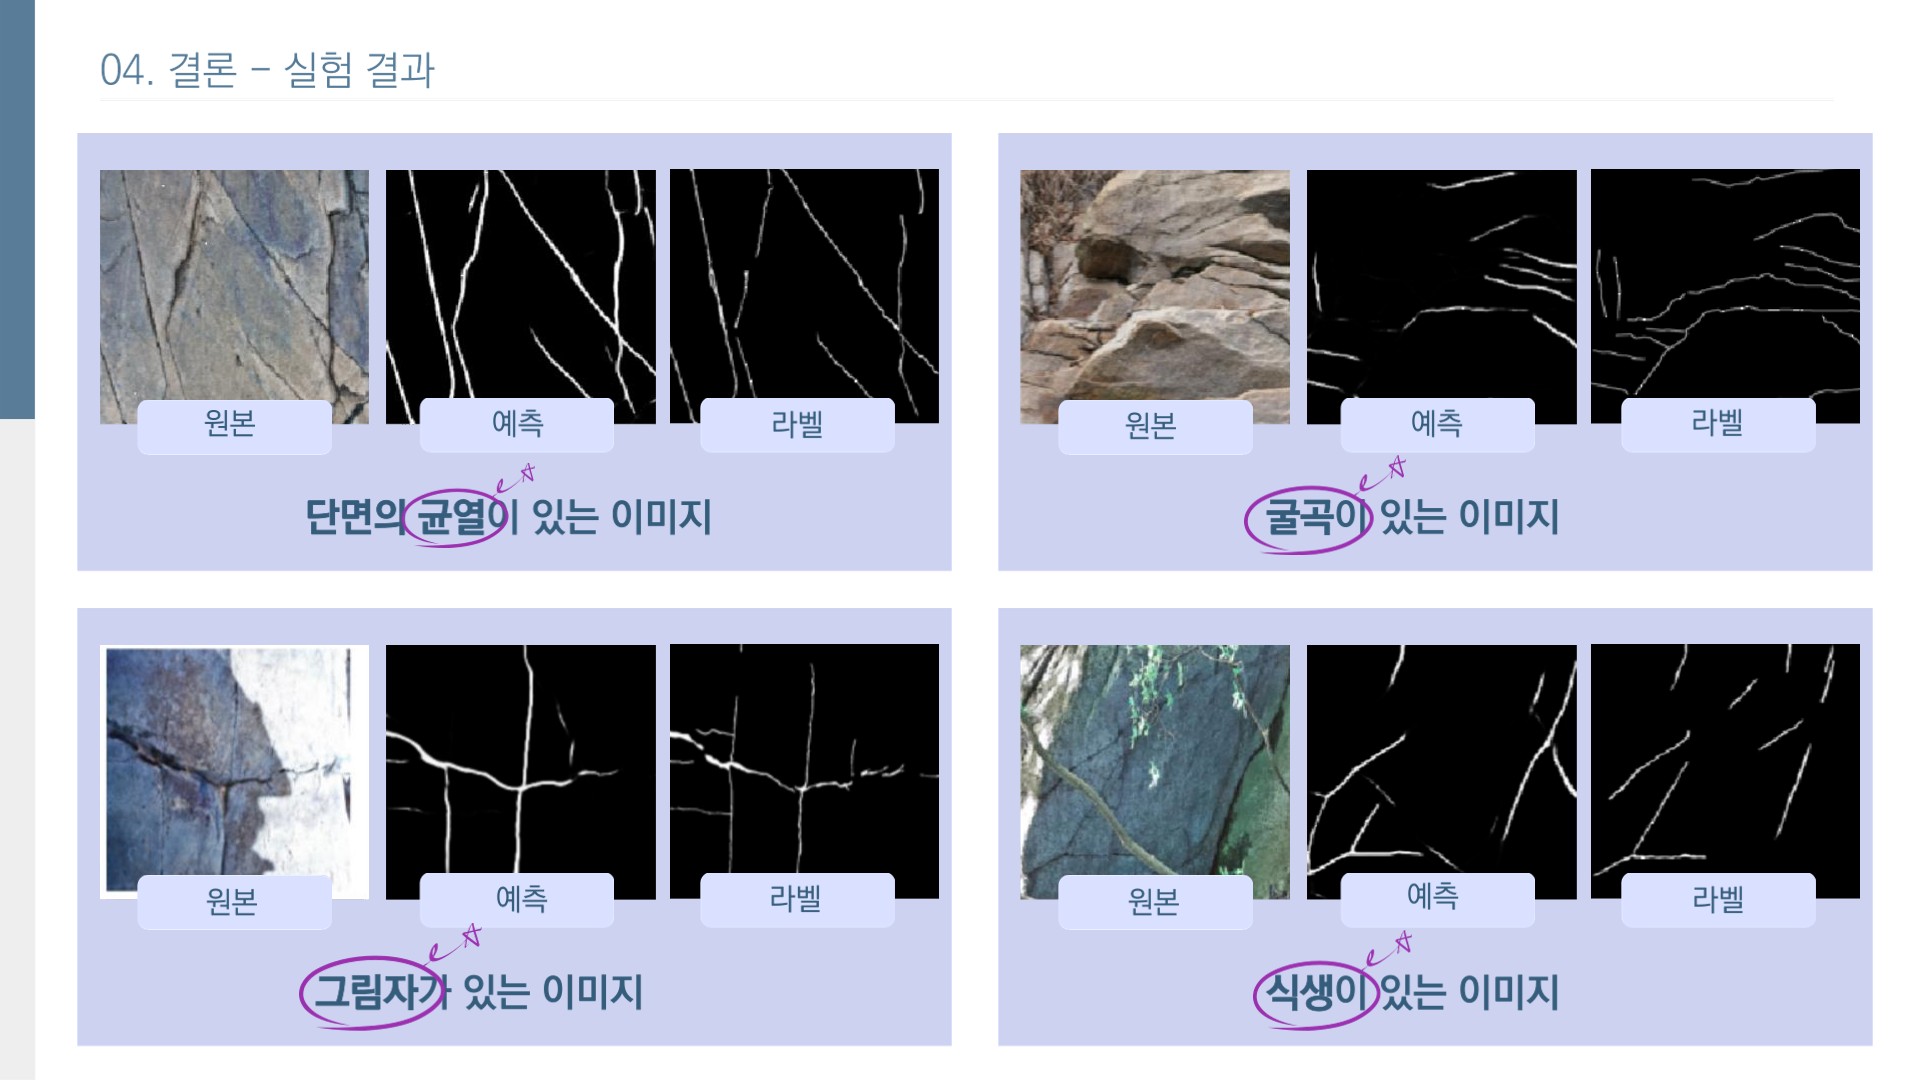 04. 결론 - 실험 결과
원본
예측
라벨
단면의 균열이 있는 이미지
원본
예측
라벨
굴곡이 있는 이미지
원본
예측
라벨
그림자가 있는 이미지
원본
예측
라벨
식생이 있는 이미지